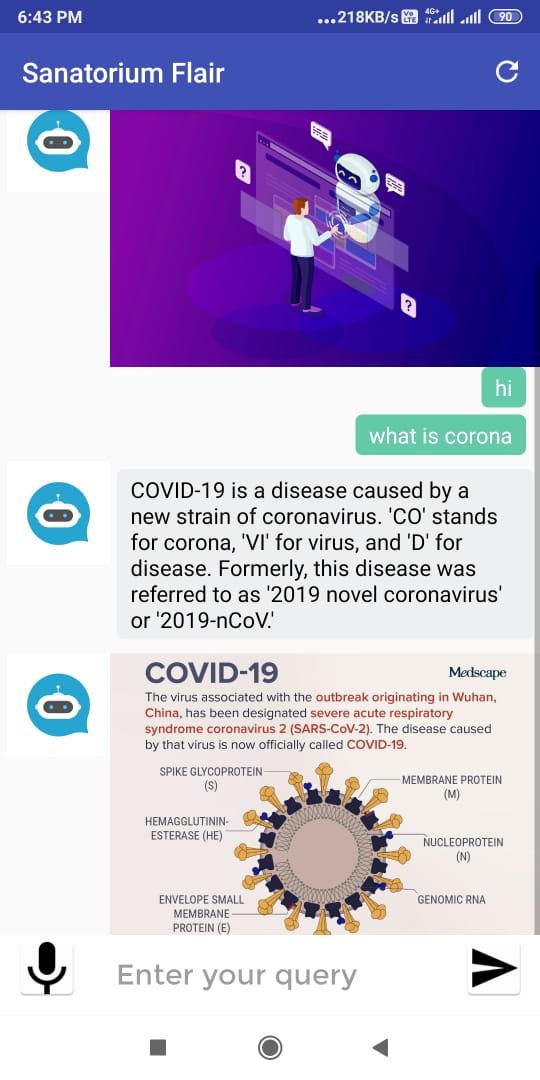 6:43 PM
...218KB/s Vo LTE 4G+ 90
Sanatorium Flair
?
?
?
hi
what is corona
COVID-19 is a disease caused by a
new strain of coronavirus. 'CO' stands
for corona, 'VI' for virus, and 'D' for
disease. Formerly, this disease was
referred to as '2019 novel coronavirus'
or '2019-nCoV.'
COVID-19
Medscape
The virus associated with the outbreak originating in Wuhan,
China, has been designated severe acute respiratory
syndrome coronavirus 2 (SARS-CoV-2). The disease caused
by that virus is now officially called COVID-19.
SPIKE GLYCOPROTEIN
(S)
MEMBRANE PROTEIN
(M)
HEMAGGLUTININ-
ESTERASE (HE)
NUCLEOPROTEIN
(N)
ENVELOPE SMALL
MEMBRANE
PROTEIN (E)
GENOMIC RNA
Enter your query